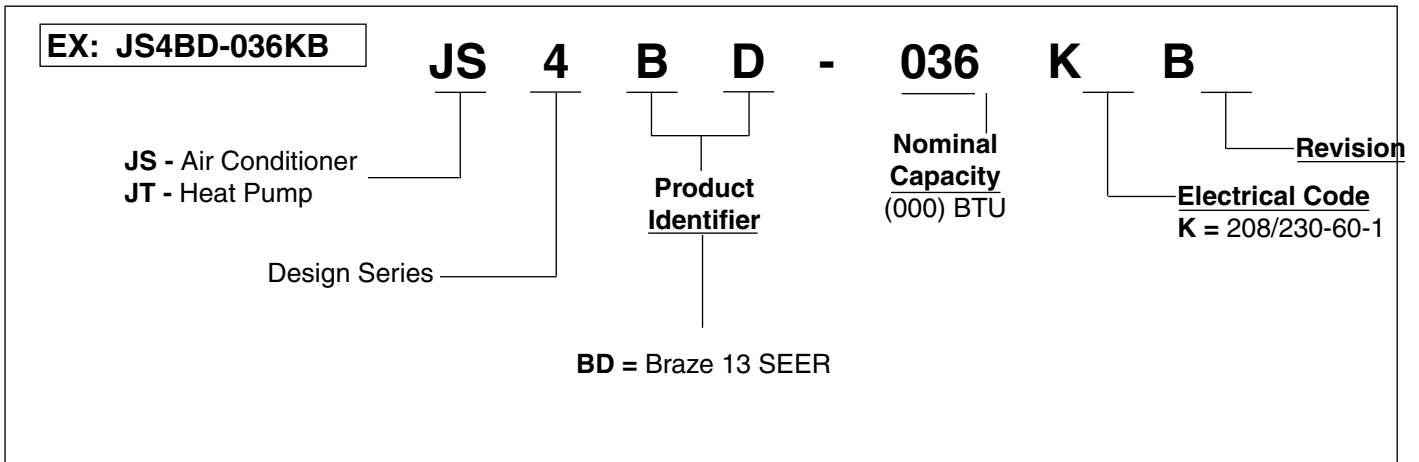 EX: JS4BD-036KB
JS 4 B D - 036 K B
JS - Air Conditioner
JT - Heat Pump
Design Series
Product
Identifier
BD = Braze 13 SEER
Nominal
Capacity
(000) BTU
Revision
Electrical Code
K = 208/230-60-1